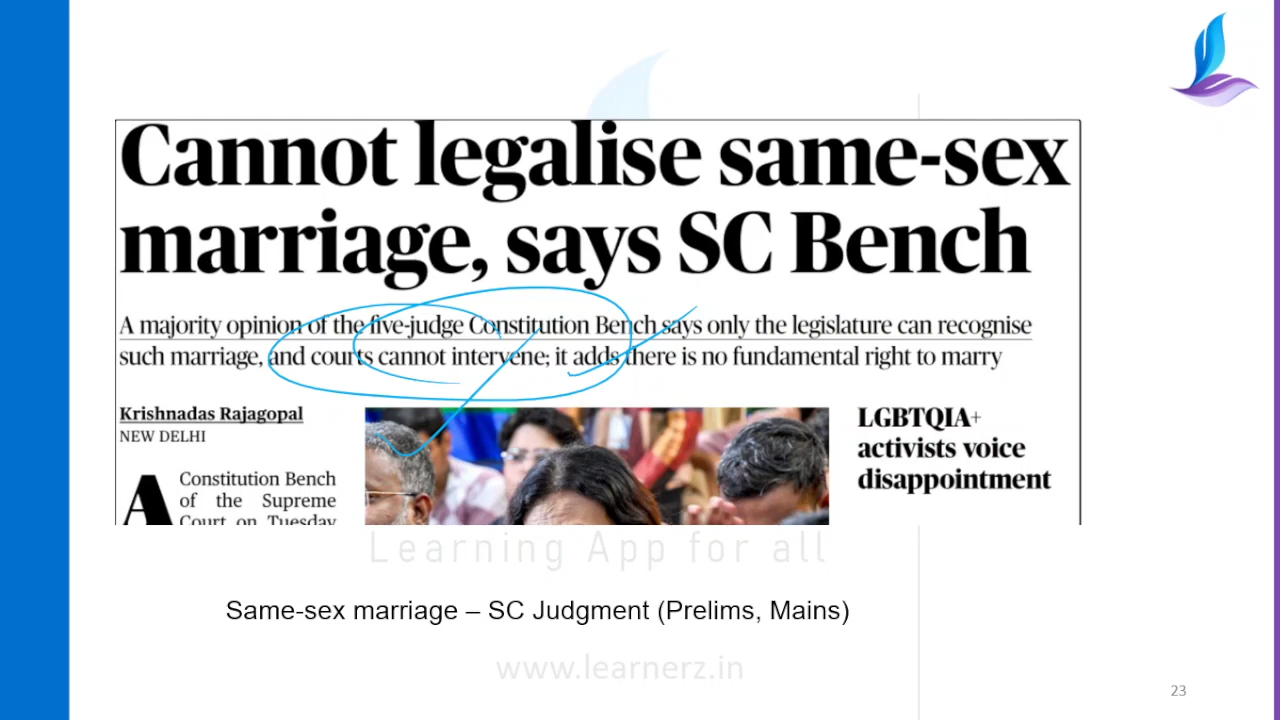 Cannot legalise same-sex
marriage, says SC Bench
A majority opinion of the five-judge Constitution Bench says only the legislature can recognise
such marriage, and courts cannot intervene; it adds there is no fundamental right to marry
Krishnadas Rajagopal
NEW DELHI
A Constitution Bench
of the Supreme
Court on Tuesday
LGBTQIA+
activists voice
disappointment
Learning App for all
Same-sex marriage – SC Judgment (Prelims, Mains)
www.learnerz.in
23